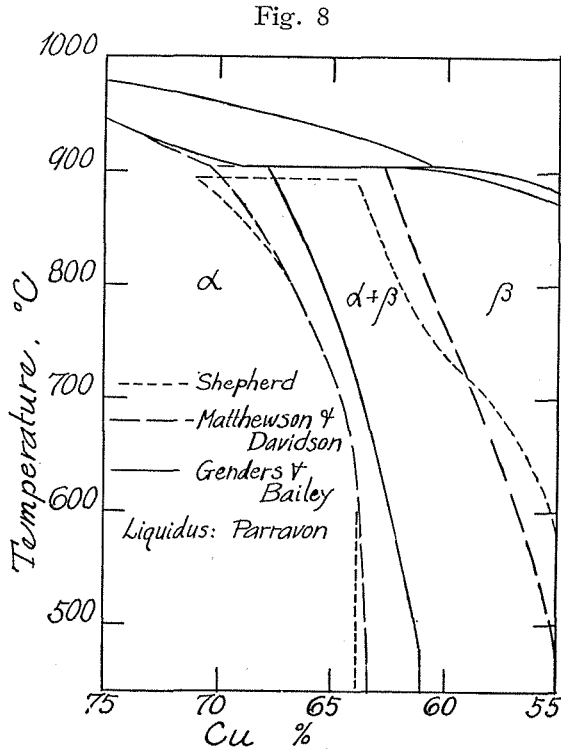 Fig. 8
1000
900
800
700
600
500
Temperature, °C
α
α+β
β
Shepherd
Matthewson &
Davidson
Genders &
Bailey
Liquidus: Parravon
75
70
65
60
55
Cu %